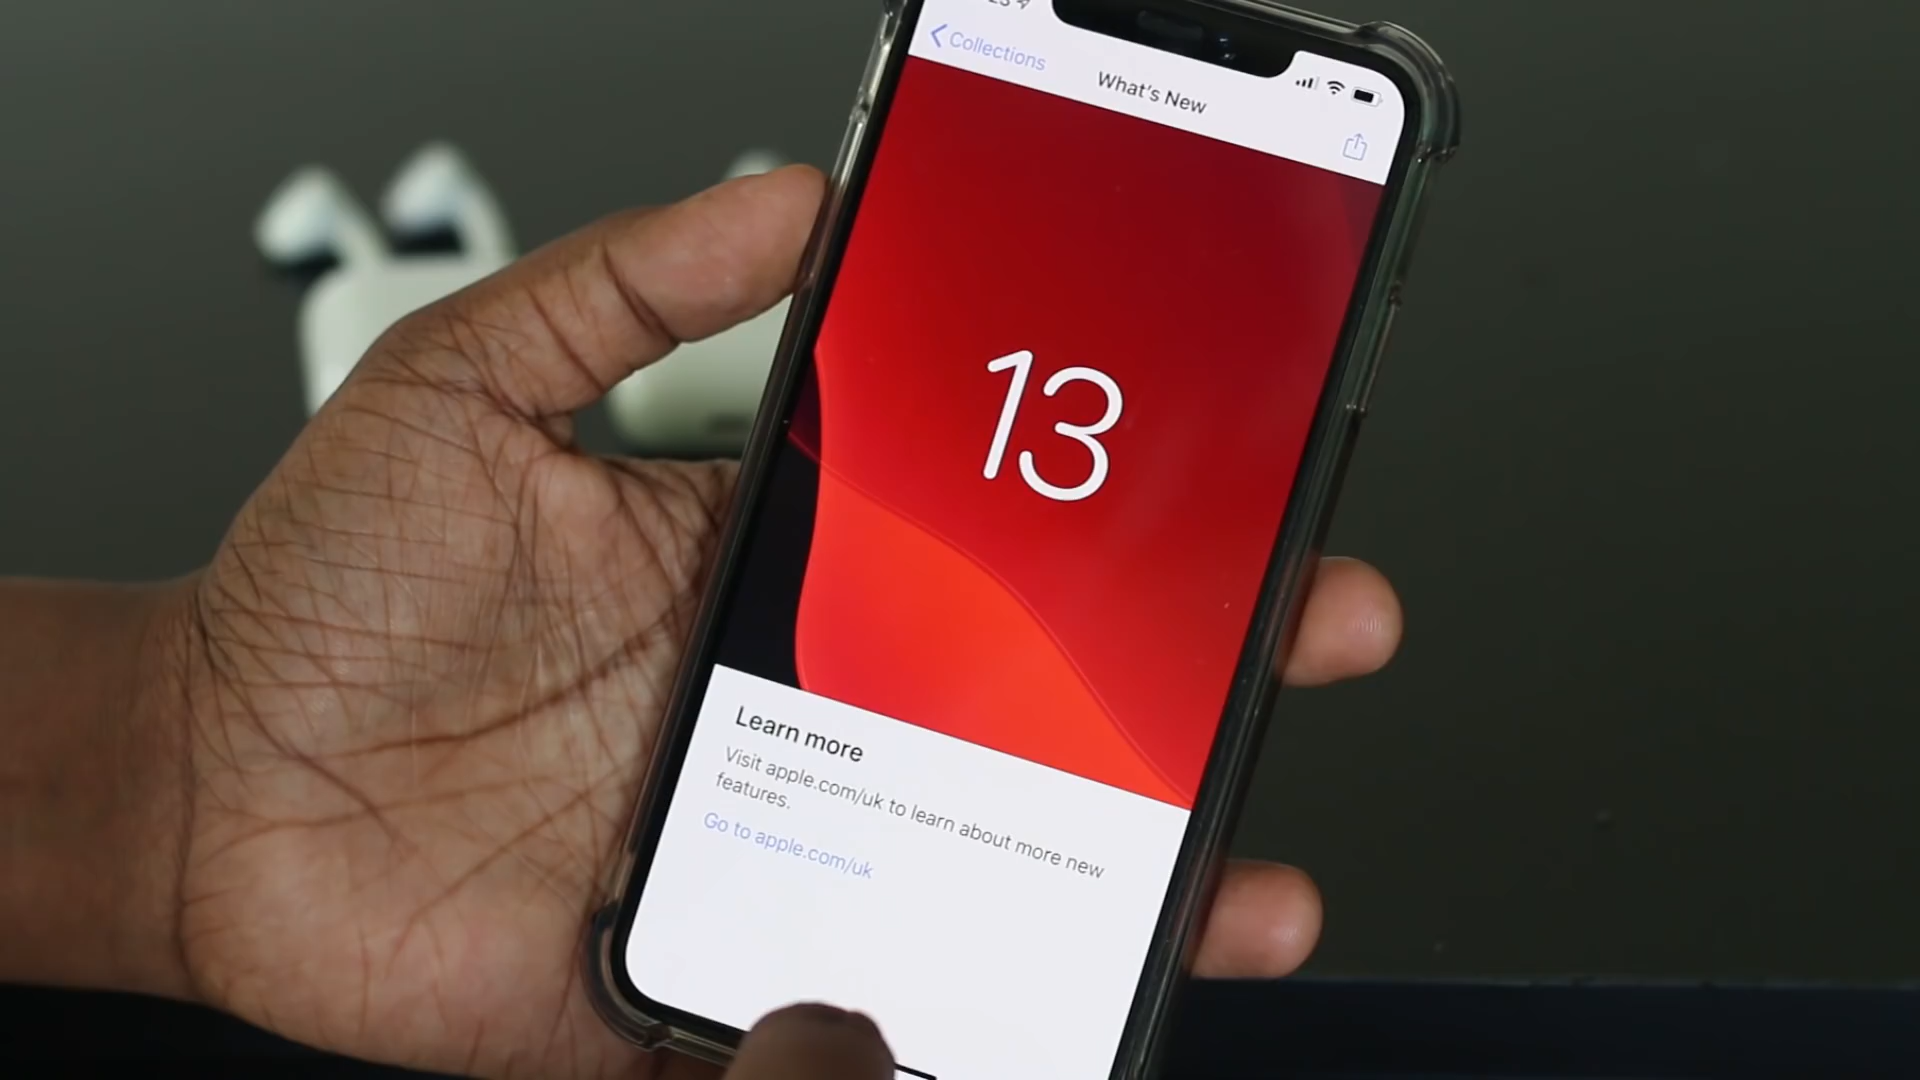 Collections
What's New
13
Learn more
Visit apple.com/uk to learn about more new
features.
Go to apple.com/uk